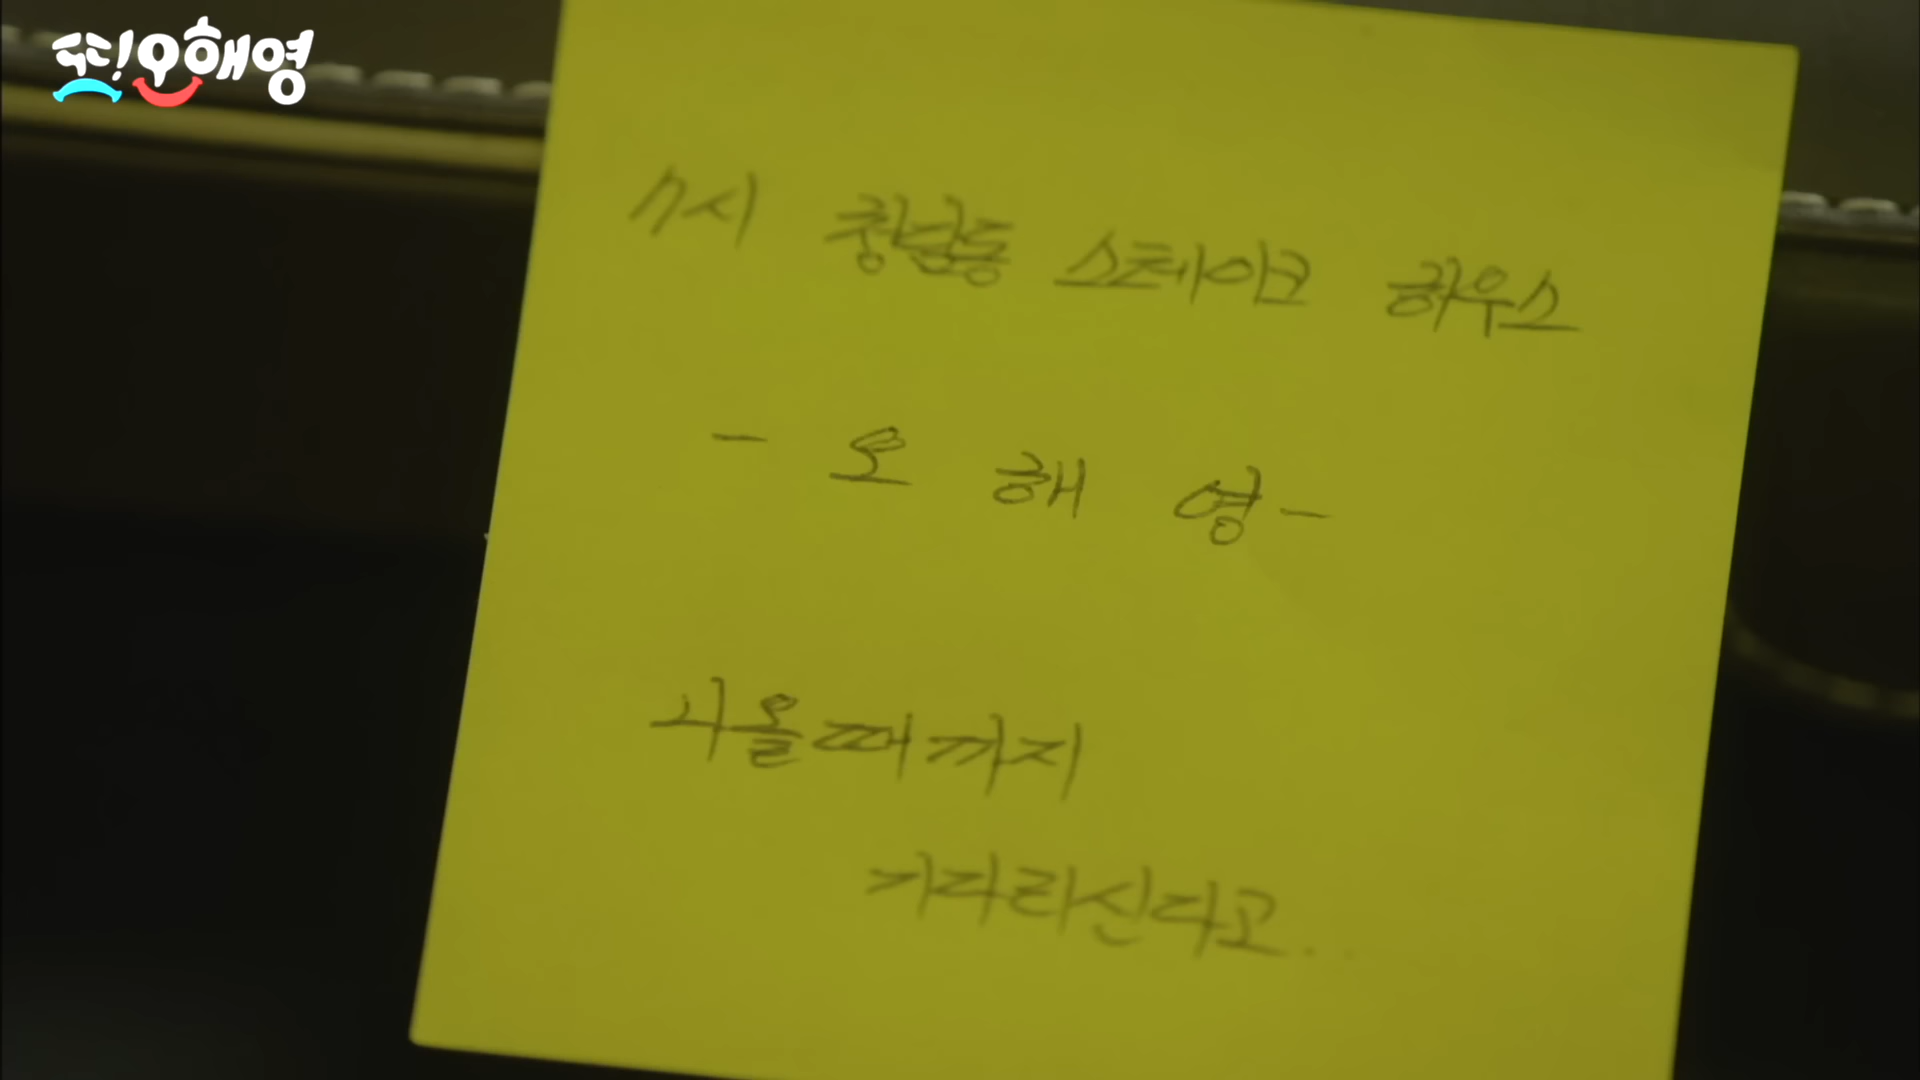 또!오해영
7시 청담동 스테이크 하우스
- 오 해 영 -
나올때까지
기다리신다고..